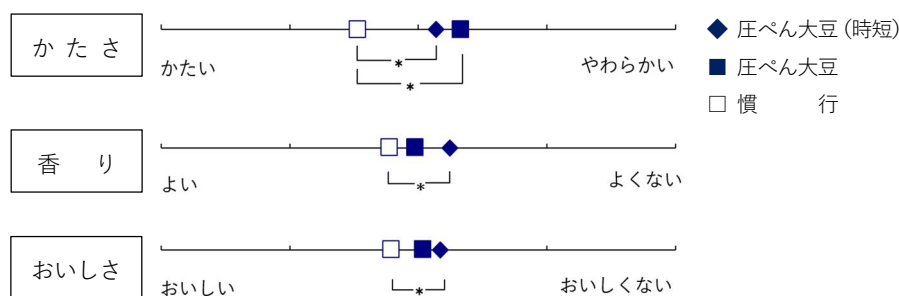 かたさ
かたい
やわらかい
*
*
◆ 圧ぺん大豆 (時短)
■ 圧ぺん大豆
□ 慣　　行
香　り
よい
よくない
*
おいしさ
おいしい
おいしくない
*